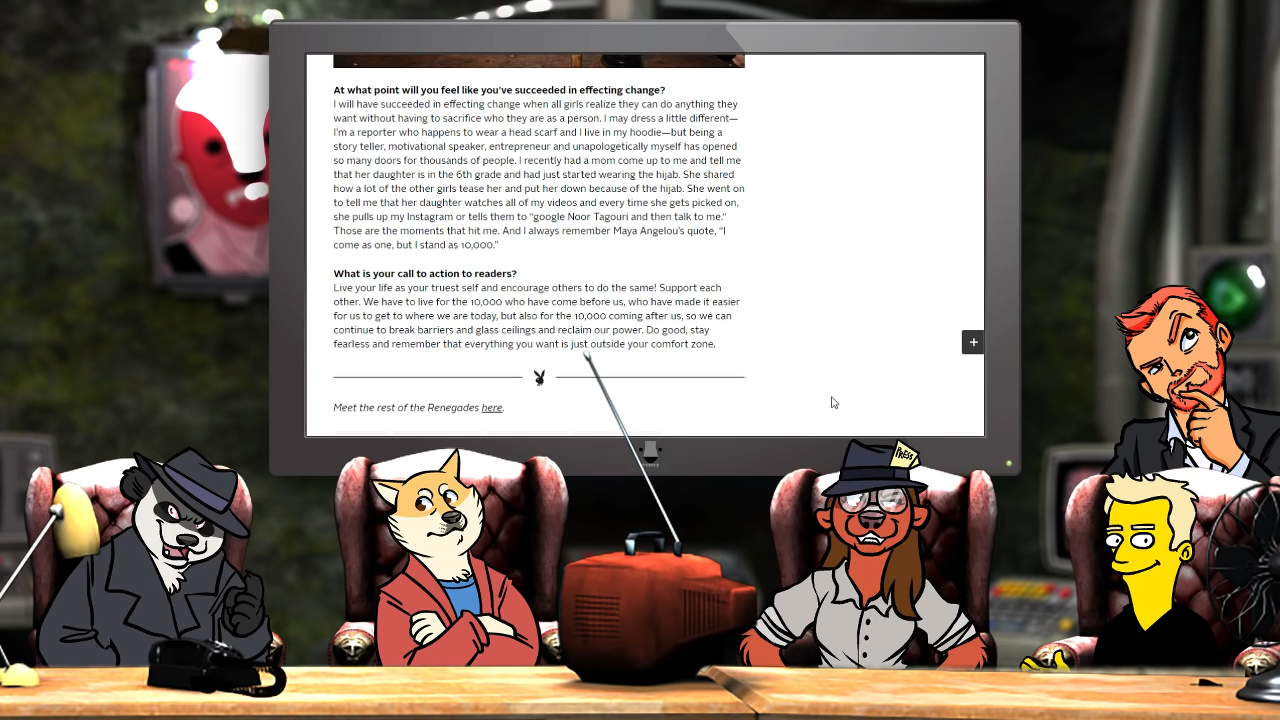 At what point will you feel like you've succeeded in effecting change?
I will have succeeded in effecting change when all girls realize they can do anything they
want without having to sacrifice who they are as a person. I may dress a little different—
I'm a reporter who happens to wear a head scarf and I live in my hoodie—but being a
story teller, motivational speaker, entrepreneur and unapologetically myself has opened
so many doors for thousands of people. I recently had a mom come up to me and tell me
that her daughter is in the 6th grade and had just started wearing the hijab. She shared
how a lot of the other girls tease her and put her down because of the hijab. She went on
to tell me that her daughter watches all of my videos and every time she gets picked on,
she pulls up my Instagram or tells them to "google Noor Tagouri and then talk to me."
Those are the moments that hit me. And I always remember Maya Angelou's quote, "I
come as one, but I stand as 10,000."
What is your call to action to readers?
Live your life as your truest self and encourage others to do the same! Support each
other. We have to live for the 10,000 who have come before us, who have made it easier
for us to get to where we are today, but also for the 10,000 coming after us, so we can
continue to break barriers and glass ceilings and reclaim our power. Do good, stay
fearless and remember that everything you want is just outside your comfort zone.
+
Meet the rest of the Renegades here.
PRESS